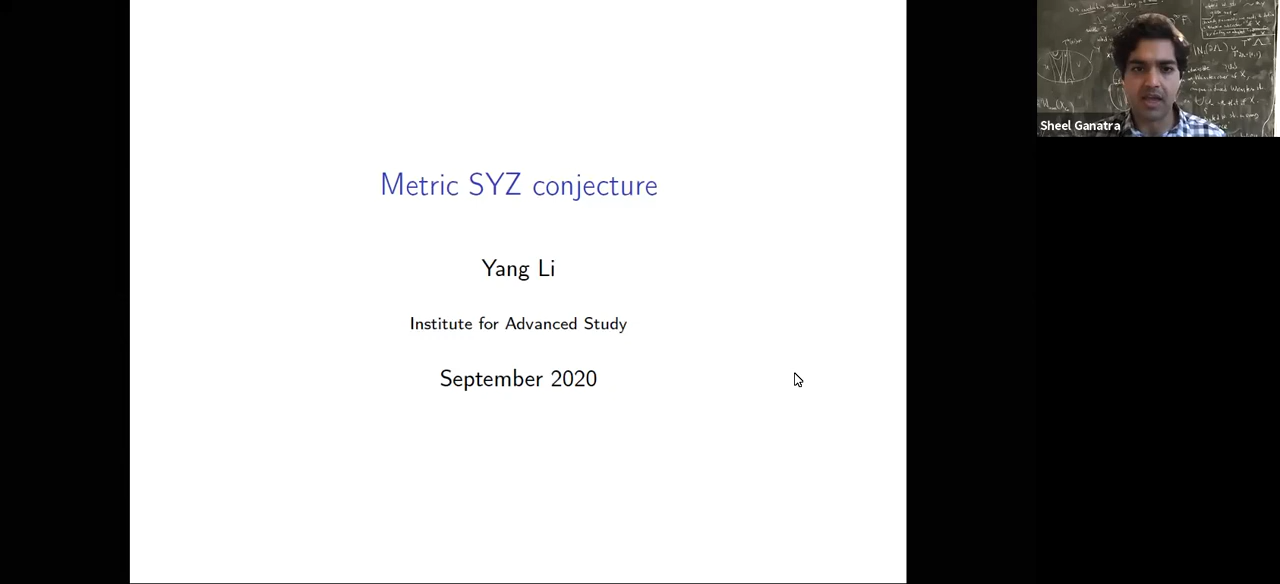 Metric SYZ conjecture
Yang Li
Institute for Advanced Study
September 2020
Sheel Ganatra